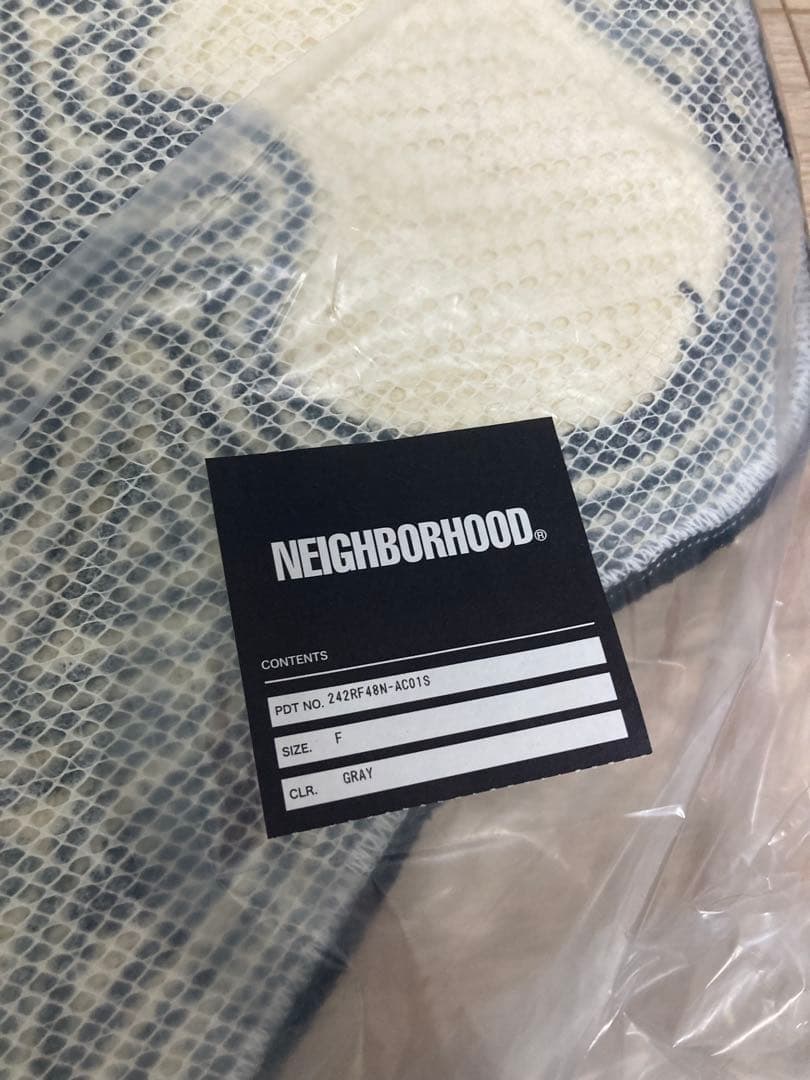 NEIGHBORHOOD®
CONTENTS
PDT NO. 242RF48N-AC01S
SIZE. F
CLR. GRAY